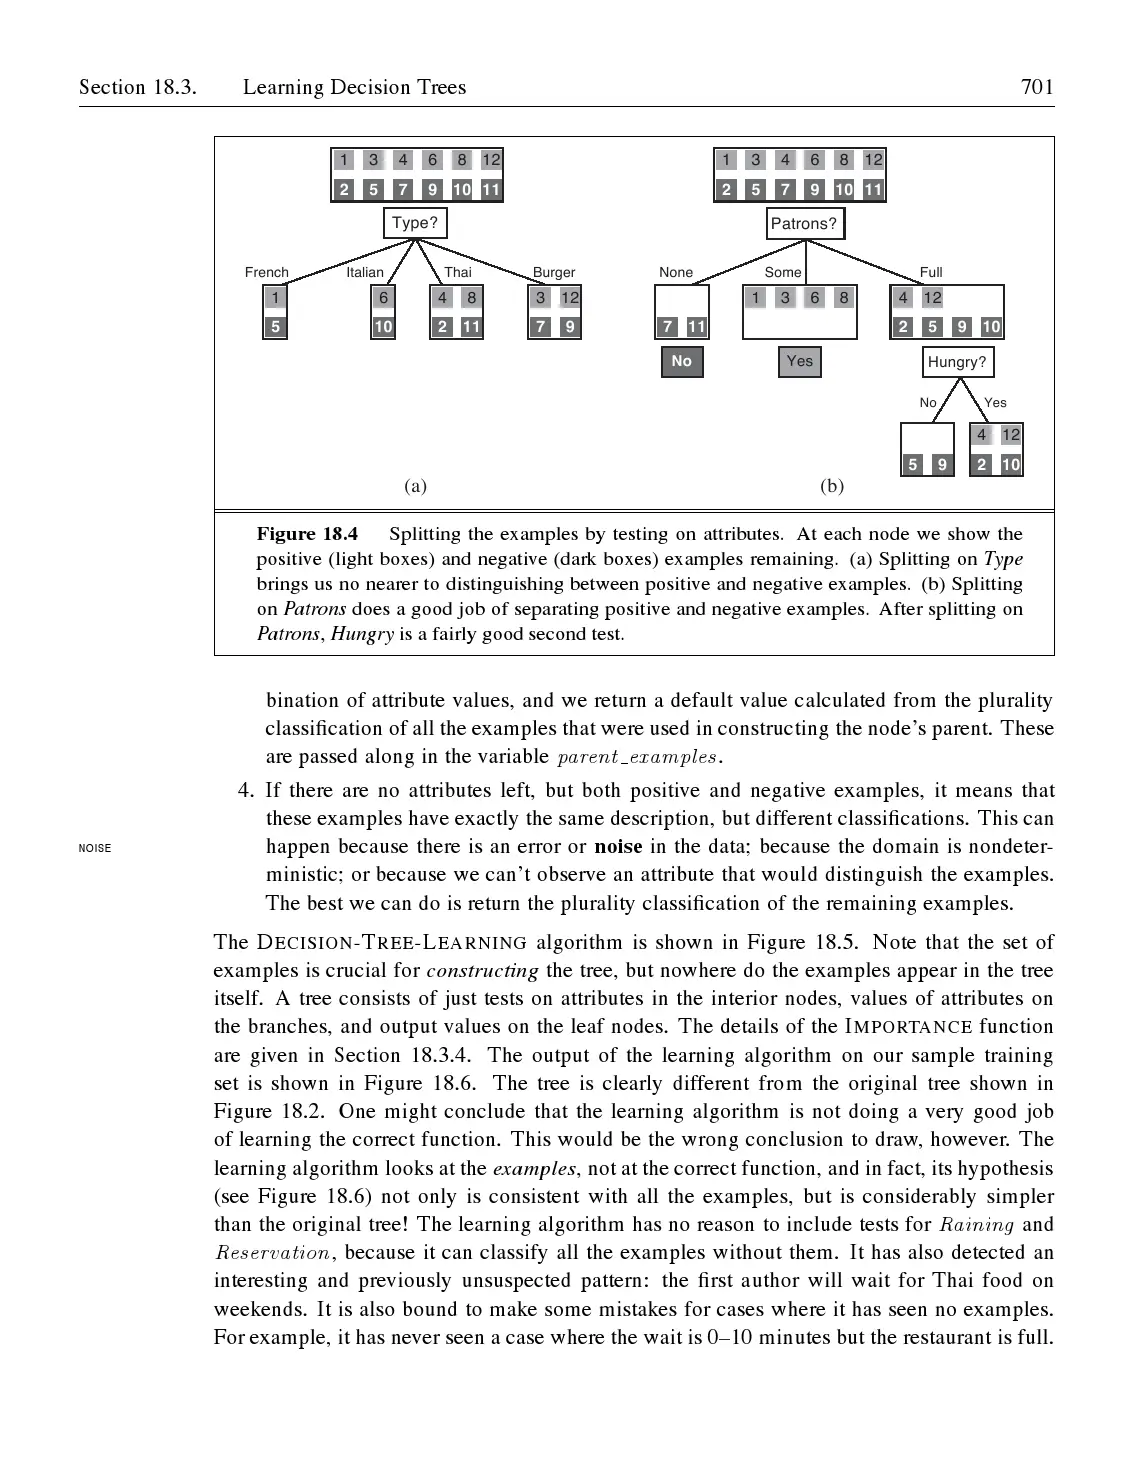 Section 18.3. Learning Decision Trees 701
1 3 4 6 8 12
2 5 7 9 10 11
Type?
French Italian Thai Burger
1 6 4 8 3 12
5 10 2 11 7 9
(a)
1 3 4 6 8 12
2 5 7 9 10 11
Patrons?
None Some Full
1 3 6 8 4 12
7 11 2 5 9 10
No Yes Hungry?
No Yes
4 12
5 9 2 10
(b)
Figure 18.4 Splitting the examples by testing on attributes. At each node we show the
positive (light boxes) and negative (dark boxes) examples remaining. (a) Splitting on Type
brings us no nearer to distinguishing between positive and negative examples. (b) Splitting
on Patrons does a good job of separating positive and negative examples. After splitting on
Patrons, Hungry is a fairly good second test.
bination of attribute values, and we return a default value calculated from the plurality
classification of all the examples that were used in constructing the node's parent. These
are passed along in the variable parent_examples.
4. If there are no attributes left, but both positive and negative examples, it means that
these examples have exactly the same description, but different classifications. This can
NOISE happen because there is an error or noise in the data; because the domain is nondeter-
ministic; or because we can't observe an attribute that would distinguish the examples.
The best we can do is return the plurality classification of the remaining examples.
The DECISION-TREE-LEARNING algorithm is shown in Figure 18.5. Note that the set of
examples is crucial for constructing the tree, but nowhere do the examples appear in the tree
itself. A tree consists of just tests on attributes in the interior nodes, values of attributes on
the branches, and output values on the leaf nodes. The details of the IMPORTANCE function
are given in Section 18.3.4. The output of the learning algorithm on our sample training
set is shown in Figure 18.6. The tree is clearly different from the original tree shown in
Figure 18.2. One might conclude that the learning algorithm is not doing a very good job
of learning the correct function. This would be the wrong conclusion to draw, however. The
learning algorithm looks at the examples, not at the correct function, and in fact, its hypothesis
(see Figure 18.6) not only is consistent with all the examples, but is considerably simpler
than the original tree! The learning algorithm has no reason to include tests for Raining and
Reservation, because it can classify all the examples without them. It has also detected an
interesting and previously unsuspected pattern: the first author will wait for Thai food on
weekends. It is also bound to make some mistakes for cases where it has seen no examples.
For example, it has never seen a case where the wait is 0–10 minutes but the restaurant is full.